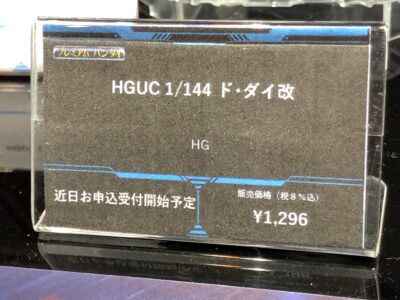 プレミアム バンダイ
HGUC 1/144 ド・ダイ改
HG
近日お申込受付開始予定
販売価格（税8％込）
¥1,296